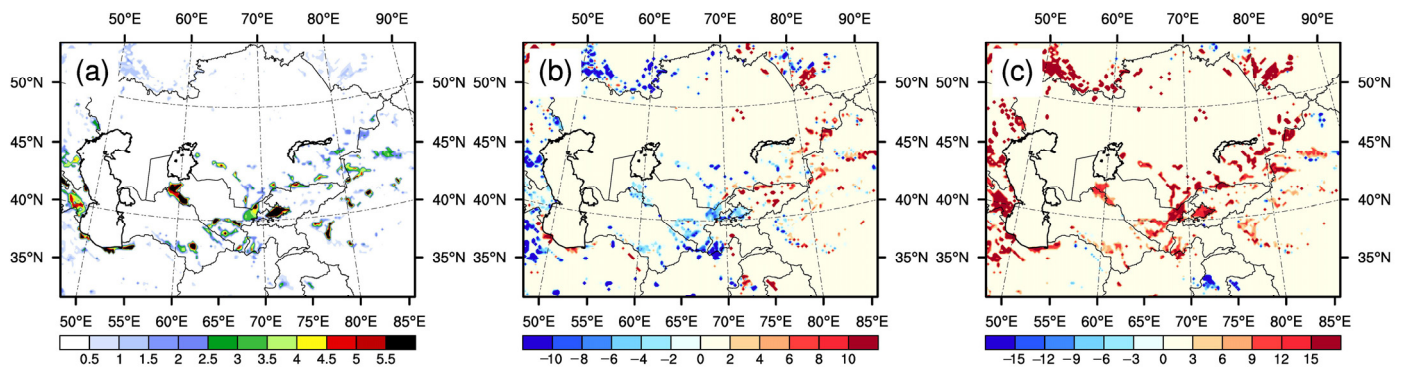 50°E 60°E 70°E 80°E 90°E 50°E 60°E 70°E 80°E 90°E 50°E 60°E 70°E 80°E 90°E
(a) (b) (c)
50°N 50°N 50°N 50°N 50°N 50°N
45°N 45°N 45°N 45°N 45°N 45°N
40°N 40°N 40°N 40°N 40°N 40°N
35°N 35°N 35°N 35°N 35°N 35°N
50°E 55°E 60°E 65°E 70°E 75°E 80°E 85°E 50°E 55°E 60°E 65°E 70°E 75°E 80°E 85°E 50°E 55°E 60°E 65°E 70°E 75°E 80°E 85°E
0.5 1 1.5 2 2.5 3 3.5 4 4.5 5 5.5 −10 −8 −6 −4 −2 0 2 4 6 8 10 −15 −12 −9 −6 −3 0 3 6 9 12 15